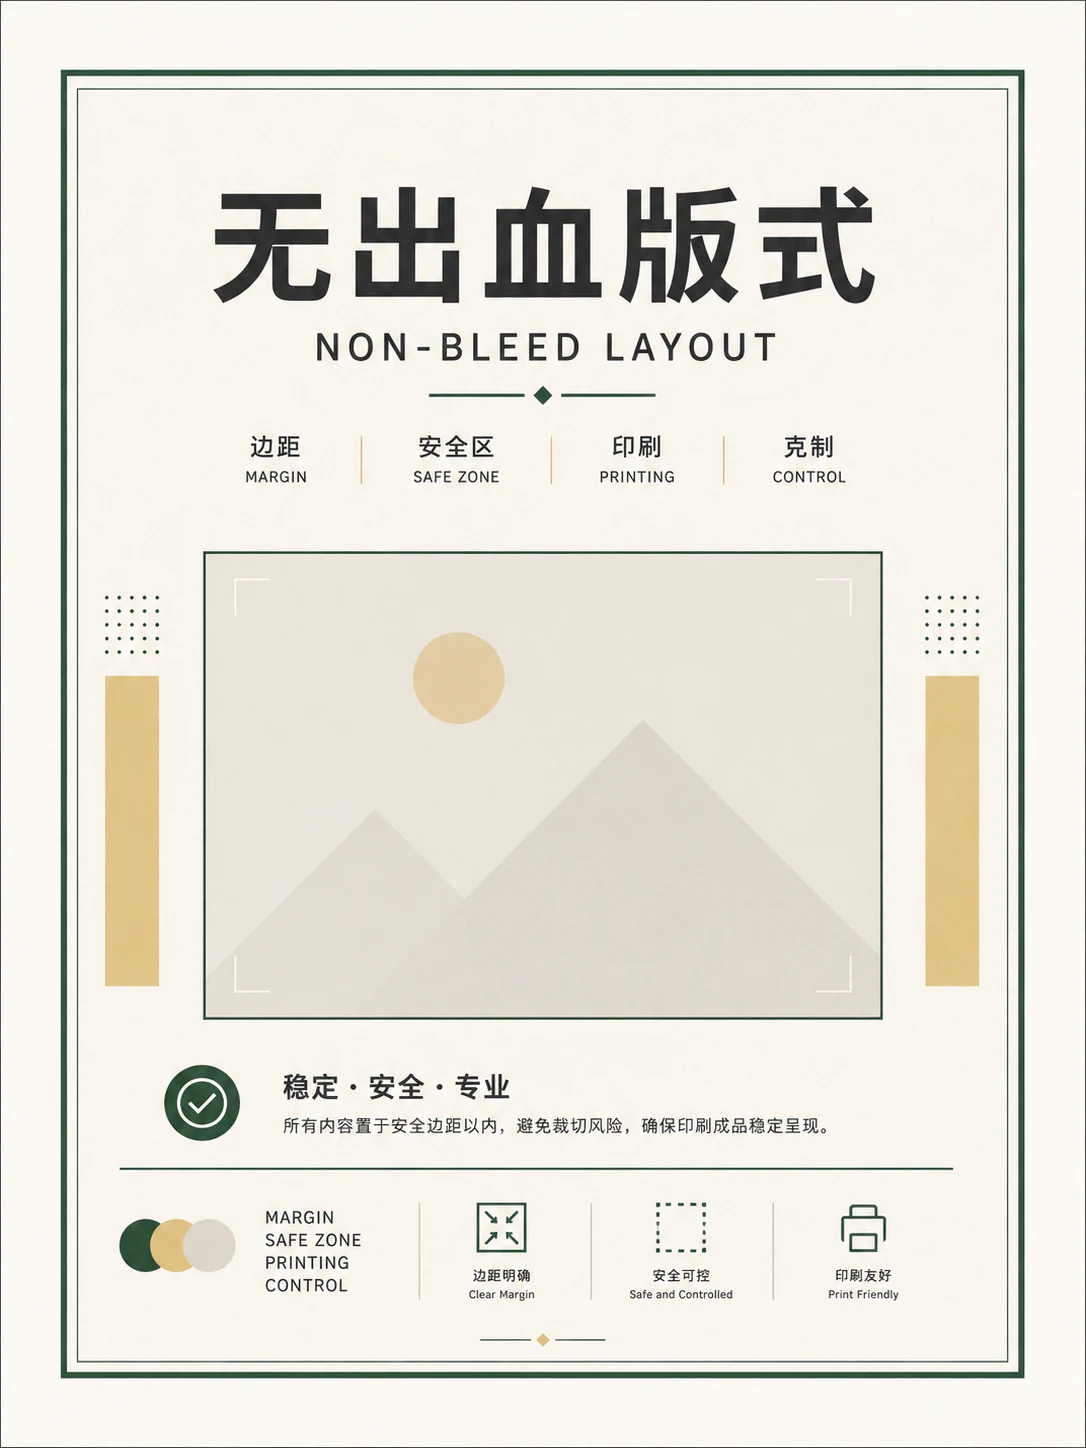 无出血版式
NON-BLEED LAYOUT
边距
MARGIN
安全区
SAFE ZONE
印刷
PRINTING
克制
CONTROL
稳定·安全·专业
所有内容置于安全边距以内，避免裁切风险，确保印刷成品稳定呈现。
MARGIN
SAFE ZONE
PRINTING
CONTROL
边距明确
Clear Margin
安全可控
Safe and Controlled
印刷友好
Print Friendly